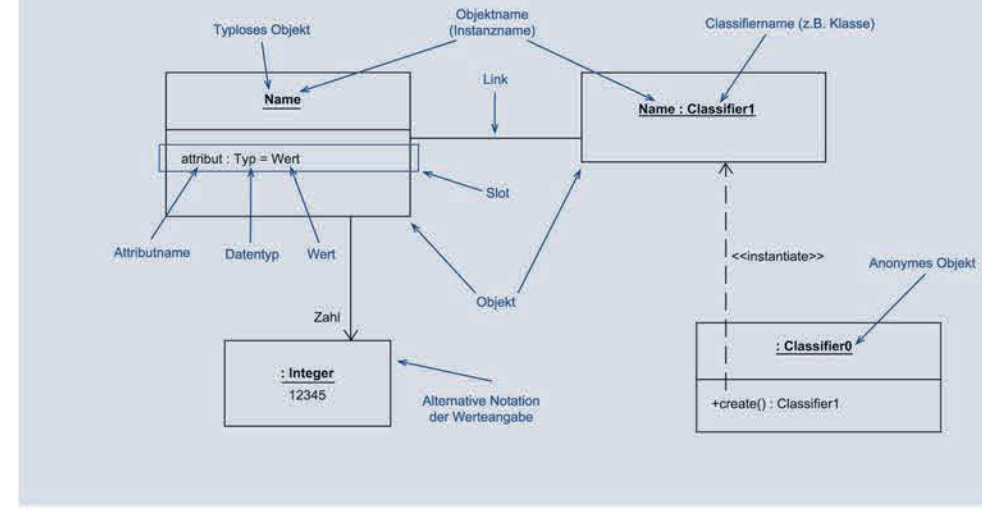 Objektname
(Instanzname)
Classifiername (z.B. Klasse)
Typloses Objekt
Link
Name
Name : Classifier1
attribut : Typ = Wert
Slot
Attributname
Datentyp
Wert
<<instantiate>>
Anonymes Objekt
Objekt
Zahl
: Classifier0
: Integer
12345
Alternative Notation
der Werteangabe
+create() : Classifier1